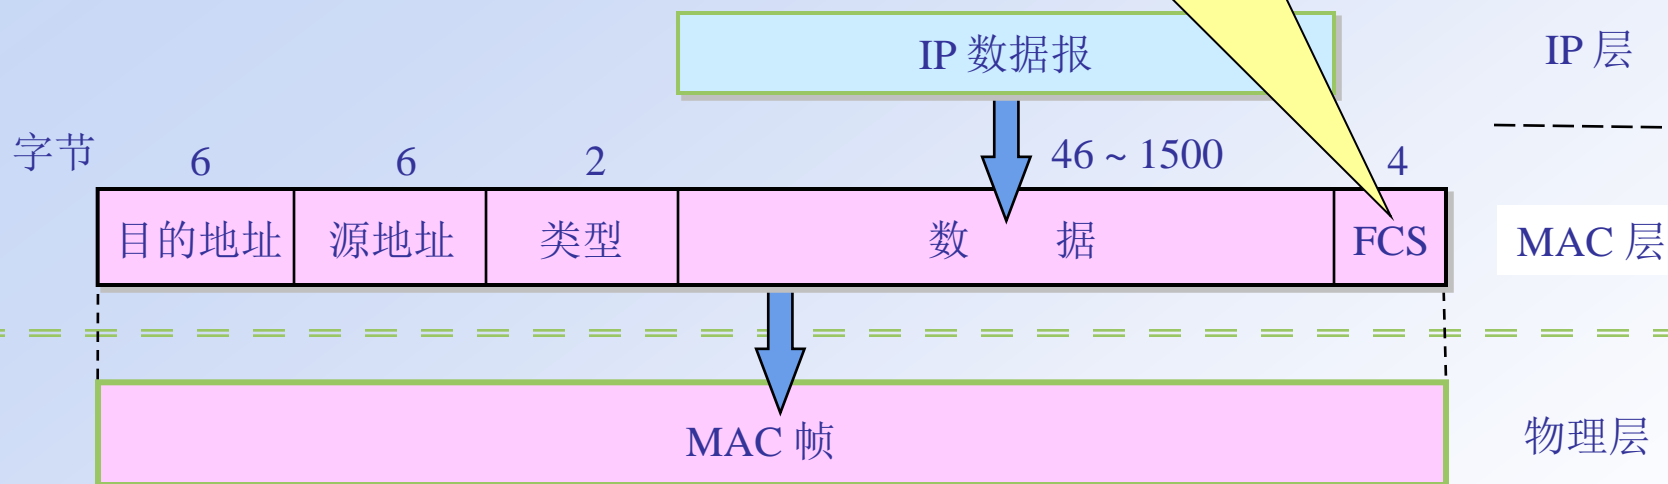 IP 数据报
IP 层
字节
6
6
2
46 ~ 1500
4
目的地址
源地址
类型
数 据
FCS
MAC 层
MAC 帧
物理层